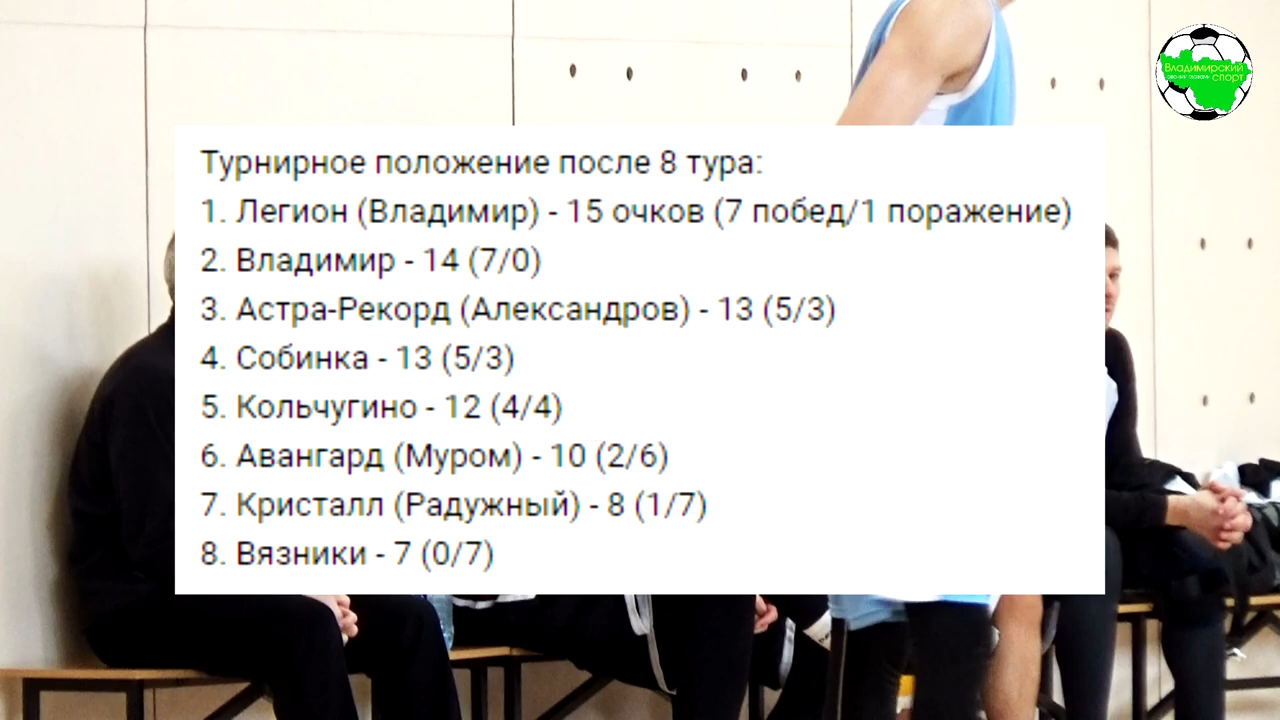 Владимирский
спорт
Турнирное положение после 8 тура:
1. Легион (Владимир) - 15 очков (7 побед/1 поражение)
2. Владимир - 14 (7/0)
3. Астра-Рекорд (Александров) - 13 (5/3)
4. Собинка - 13 (5/3)
5. Кольчугино - 12 (4/4)
6. Авангард (Муром) - 10 (2/6)
7. Кристалл (Радужный) - 8 (1/7)
8. Вязники - 7 (0/7)